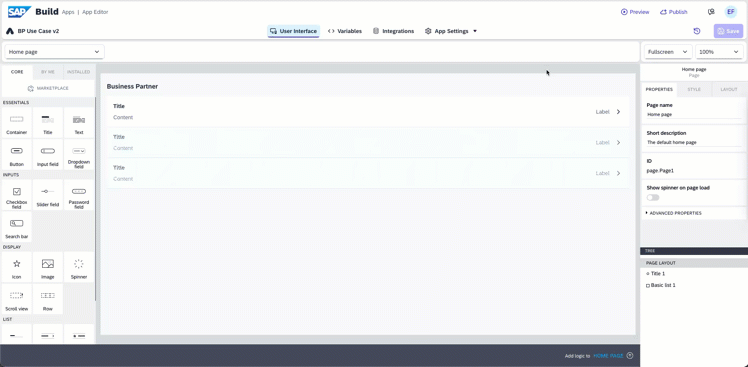 SAP Build Apps | App Editor Preview Publish EF
BP Use Case v2 User Interface <> Variables Integrations App Settings Save
Home page Fullscreen 100%
CORE BY ME INSTALLED
MARKETPLACE
ESSENTIALS
Container Title Text
Button Input field Dropdown field
INPUTS
Checkbox field Slider field Password field
Search bar
DISPLAY
Icon Image Spinner
Scroll view Row
LIST
Business Partner
Title
Content
Label
Title
Content
Label
Title
Content
Label
Add logic to HOME PAGE
Home page
Page
PROPERTIES STYLE LAYOUT
Page name
Home page
Short description
The default home page
ID
page.Page1
Show spinner on page load
ADVANCED PROPERTIES
TREE
PAGE LAYOUT
Title 1
Basic list 1